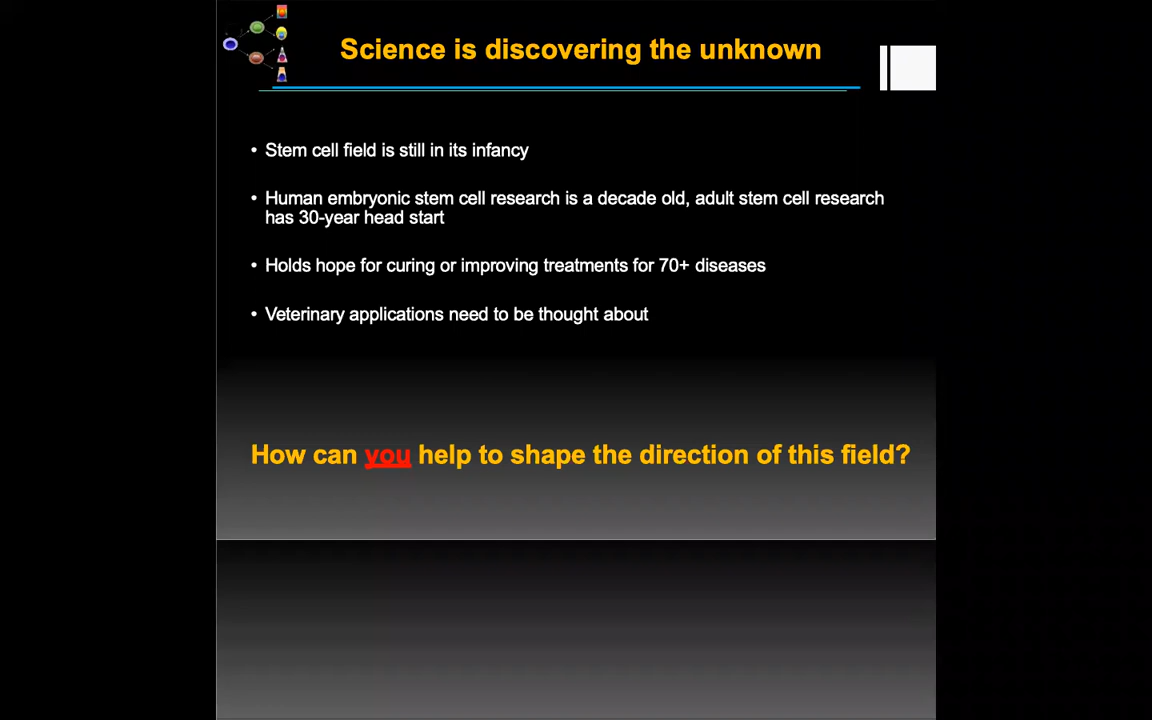 Science is discovering the unknown
• Stem cell field is still in its infancy
• Human embryonic stem cell research is a decade old, adult stem cell research
has 30-year head start
• Holds hope for curing or improving treatments for 70+ diseases
• Veterinary applications need to be thought about
How can you help to shape the direction of this field?